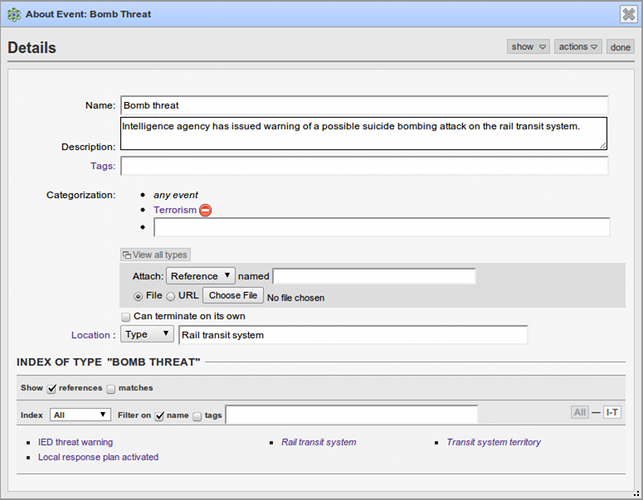 About Event: Bomb Threat
Details
show actions done
Name: Bomb threat
Intelligence agency has issued warning of a possible suicide bombing attack on the rail transit system.
Description:
Tags:
Categorization: any event
Terrorism
View all types
Attach: Reference named
File URL Choose File No file chosen
Can terminate on its own
Location : Type Rail transit system
INDEX OF TYPE "BOMB THREAT"
Show references matches
Index All Filter on name tags All — I-T
IED threat warning Rail transit system Transit system territory
Local response plan activated